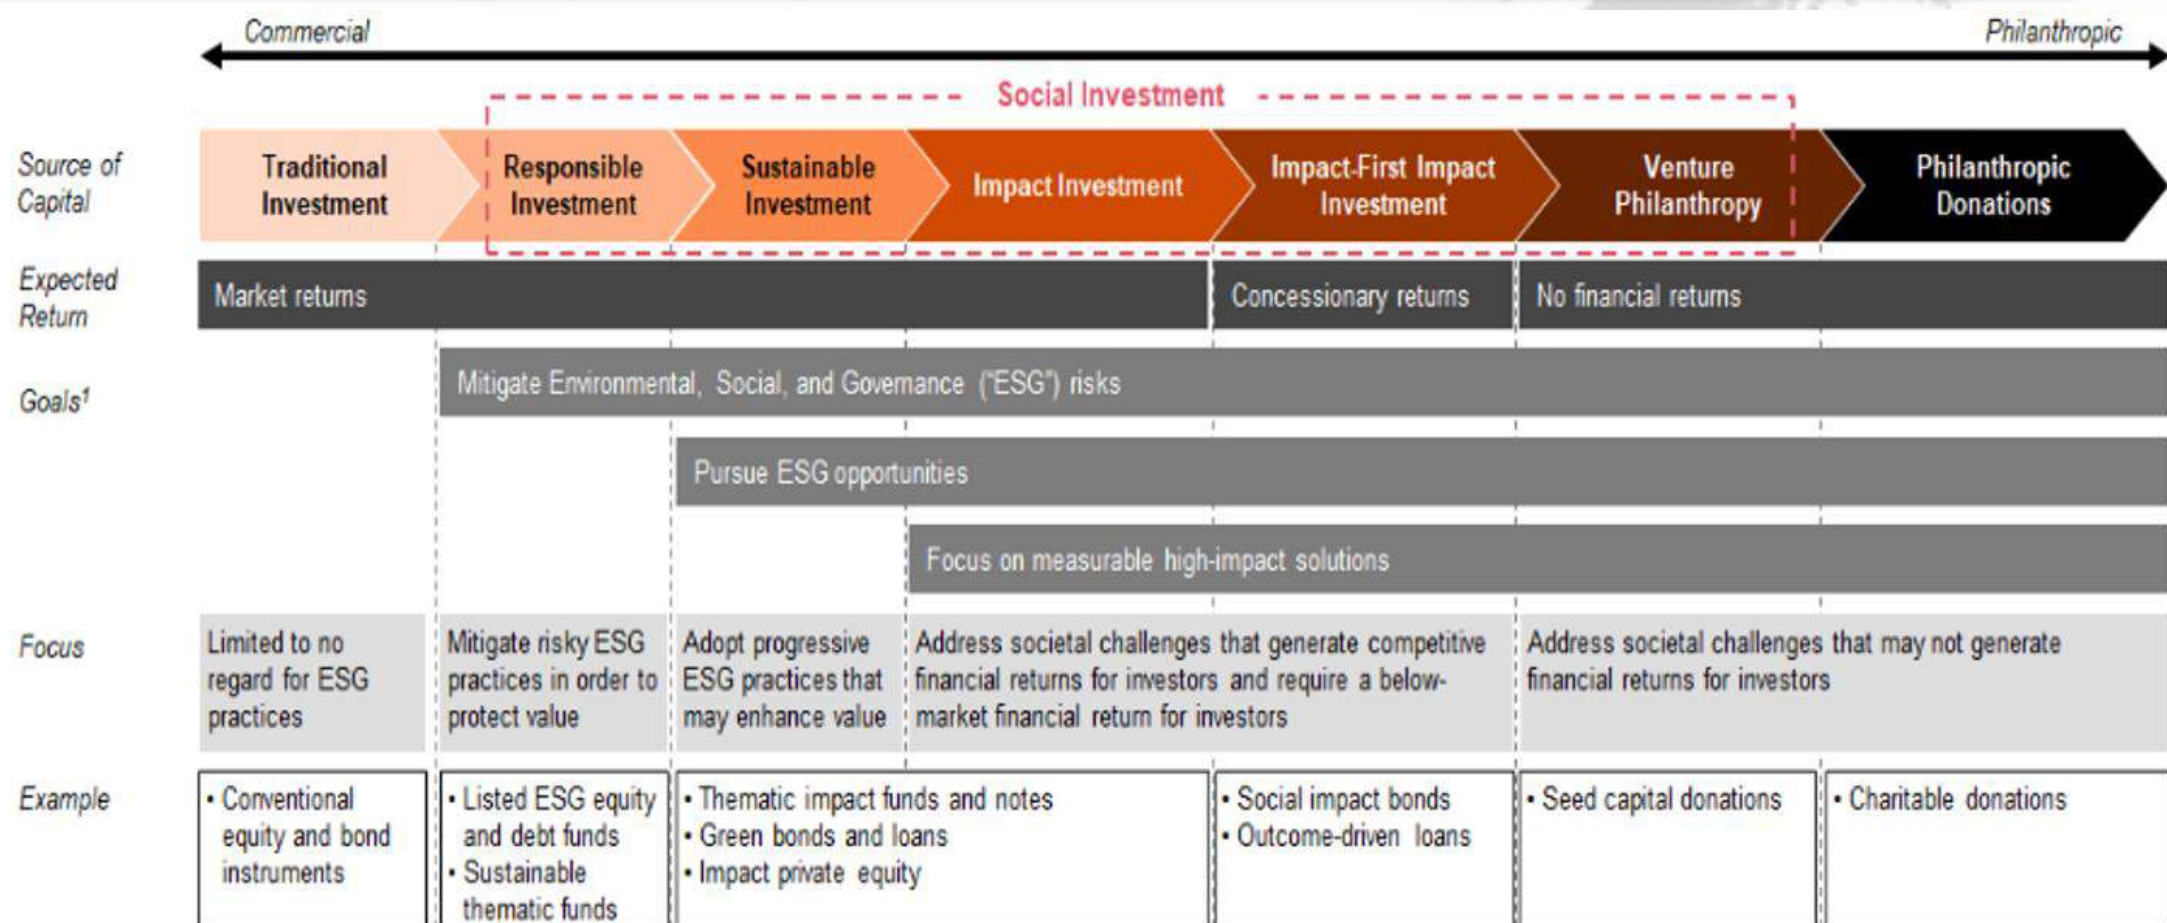 Commercial
Philanthropic
Social Investment
Source of
Capital
Traditional
Investment
Responsible
Investment
Sustainable
Investment
Impact Investment
Impact-First Impact
Investment
Venture
Philanthropy
Philanthropic
Donations
Expected
Return
Market returns
Concessionary returns
No financial returns
Goals¹
Mitigate Environmental, Social, and Governance ("ESG") risks
Pursue ESG opportunities
Focus on measurable high-impact solutions
Focus
Limited to no
regard for ESG
practices
Mitigate risky ESG
practices in order to
protect value
Adopt progressive
ESG practices that
may enhance value
Address societal challenges that generate competitive
financial returns for investors and require a below-
market financial return for investors
Address societal challenges that may not generate
financial returns for investors
Example
• Conventional
equity and bond
instruments
• Listed ESG equity
and debt funds
• Sustainable
thematic funds
• Thematic impact funds and notes
• Green bonds and loans
• Impact private equity
• Social impact bonds
• Outcome-driven loans
• Seed capital donations
• Charitable donations